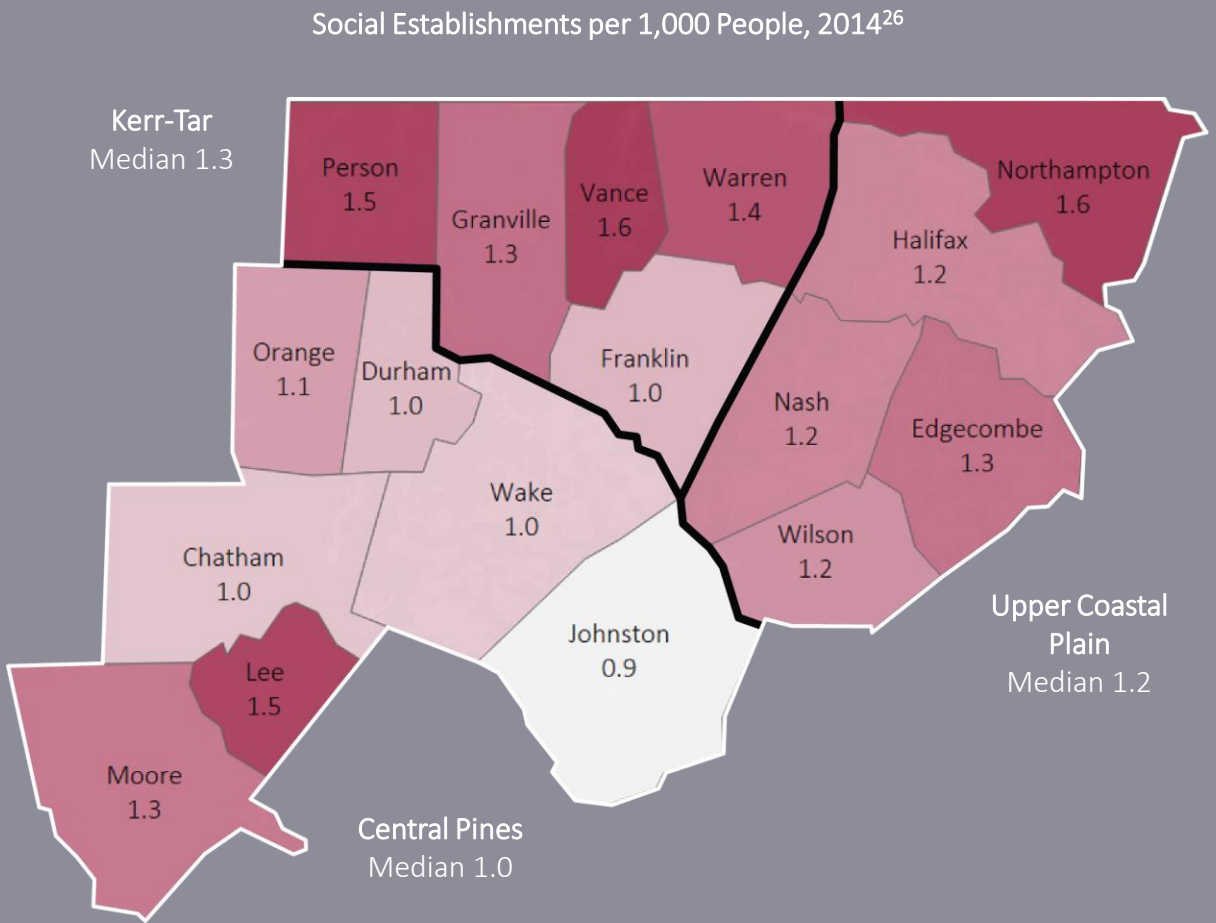 Social Establishments per 1,000 People, 2014²⁶
Kerr-Tar
Median 1.3
Person
1.5
Granville
1.3
Vance
1.6
Warren
1.4
Northampton
1.6
Halifax
1.2
Orange
1.1
Durham
1.0
Franklin
1.0
Nash
1.2
Edgecombe
1.3
Wake
1.0
Wilson
1.2
Chatham
1.0
Upper Coastal
Plain
Median 1.2
Johnston
0.9
Lee
1.5
Moore
1.3
Central Pines
Median 1.0